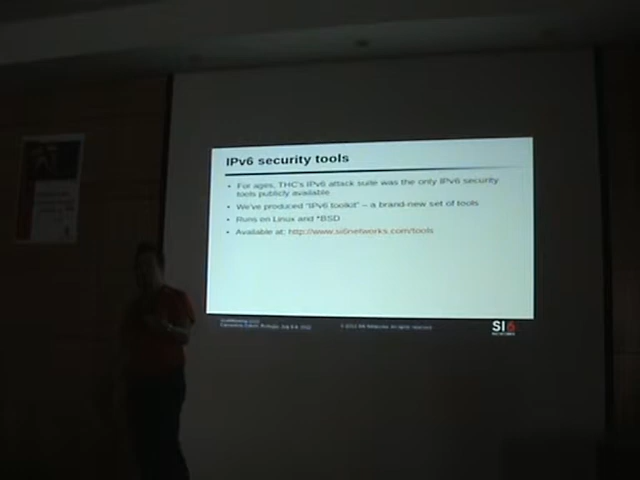 IPv6 security tools
• For ages, THC's IPv6 attack suite was the only IPv6 security
tools publicly available
• We've produced "IPv6 toolkit" – a brand-new set of tools
• Runs on Linux and *BSD
• Available at: http://www.si6networks.com/tools
© 2012 SI6 Networks. All rights reserved
SI6
NETWORKS